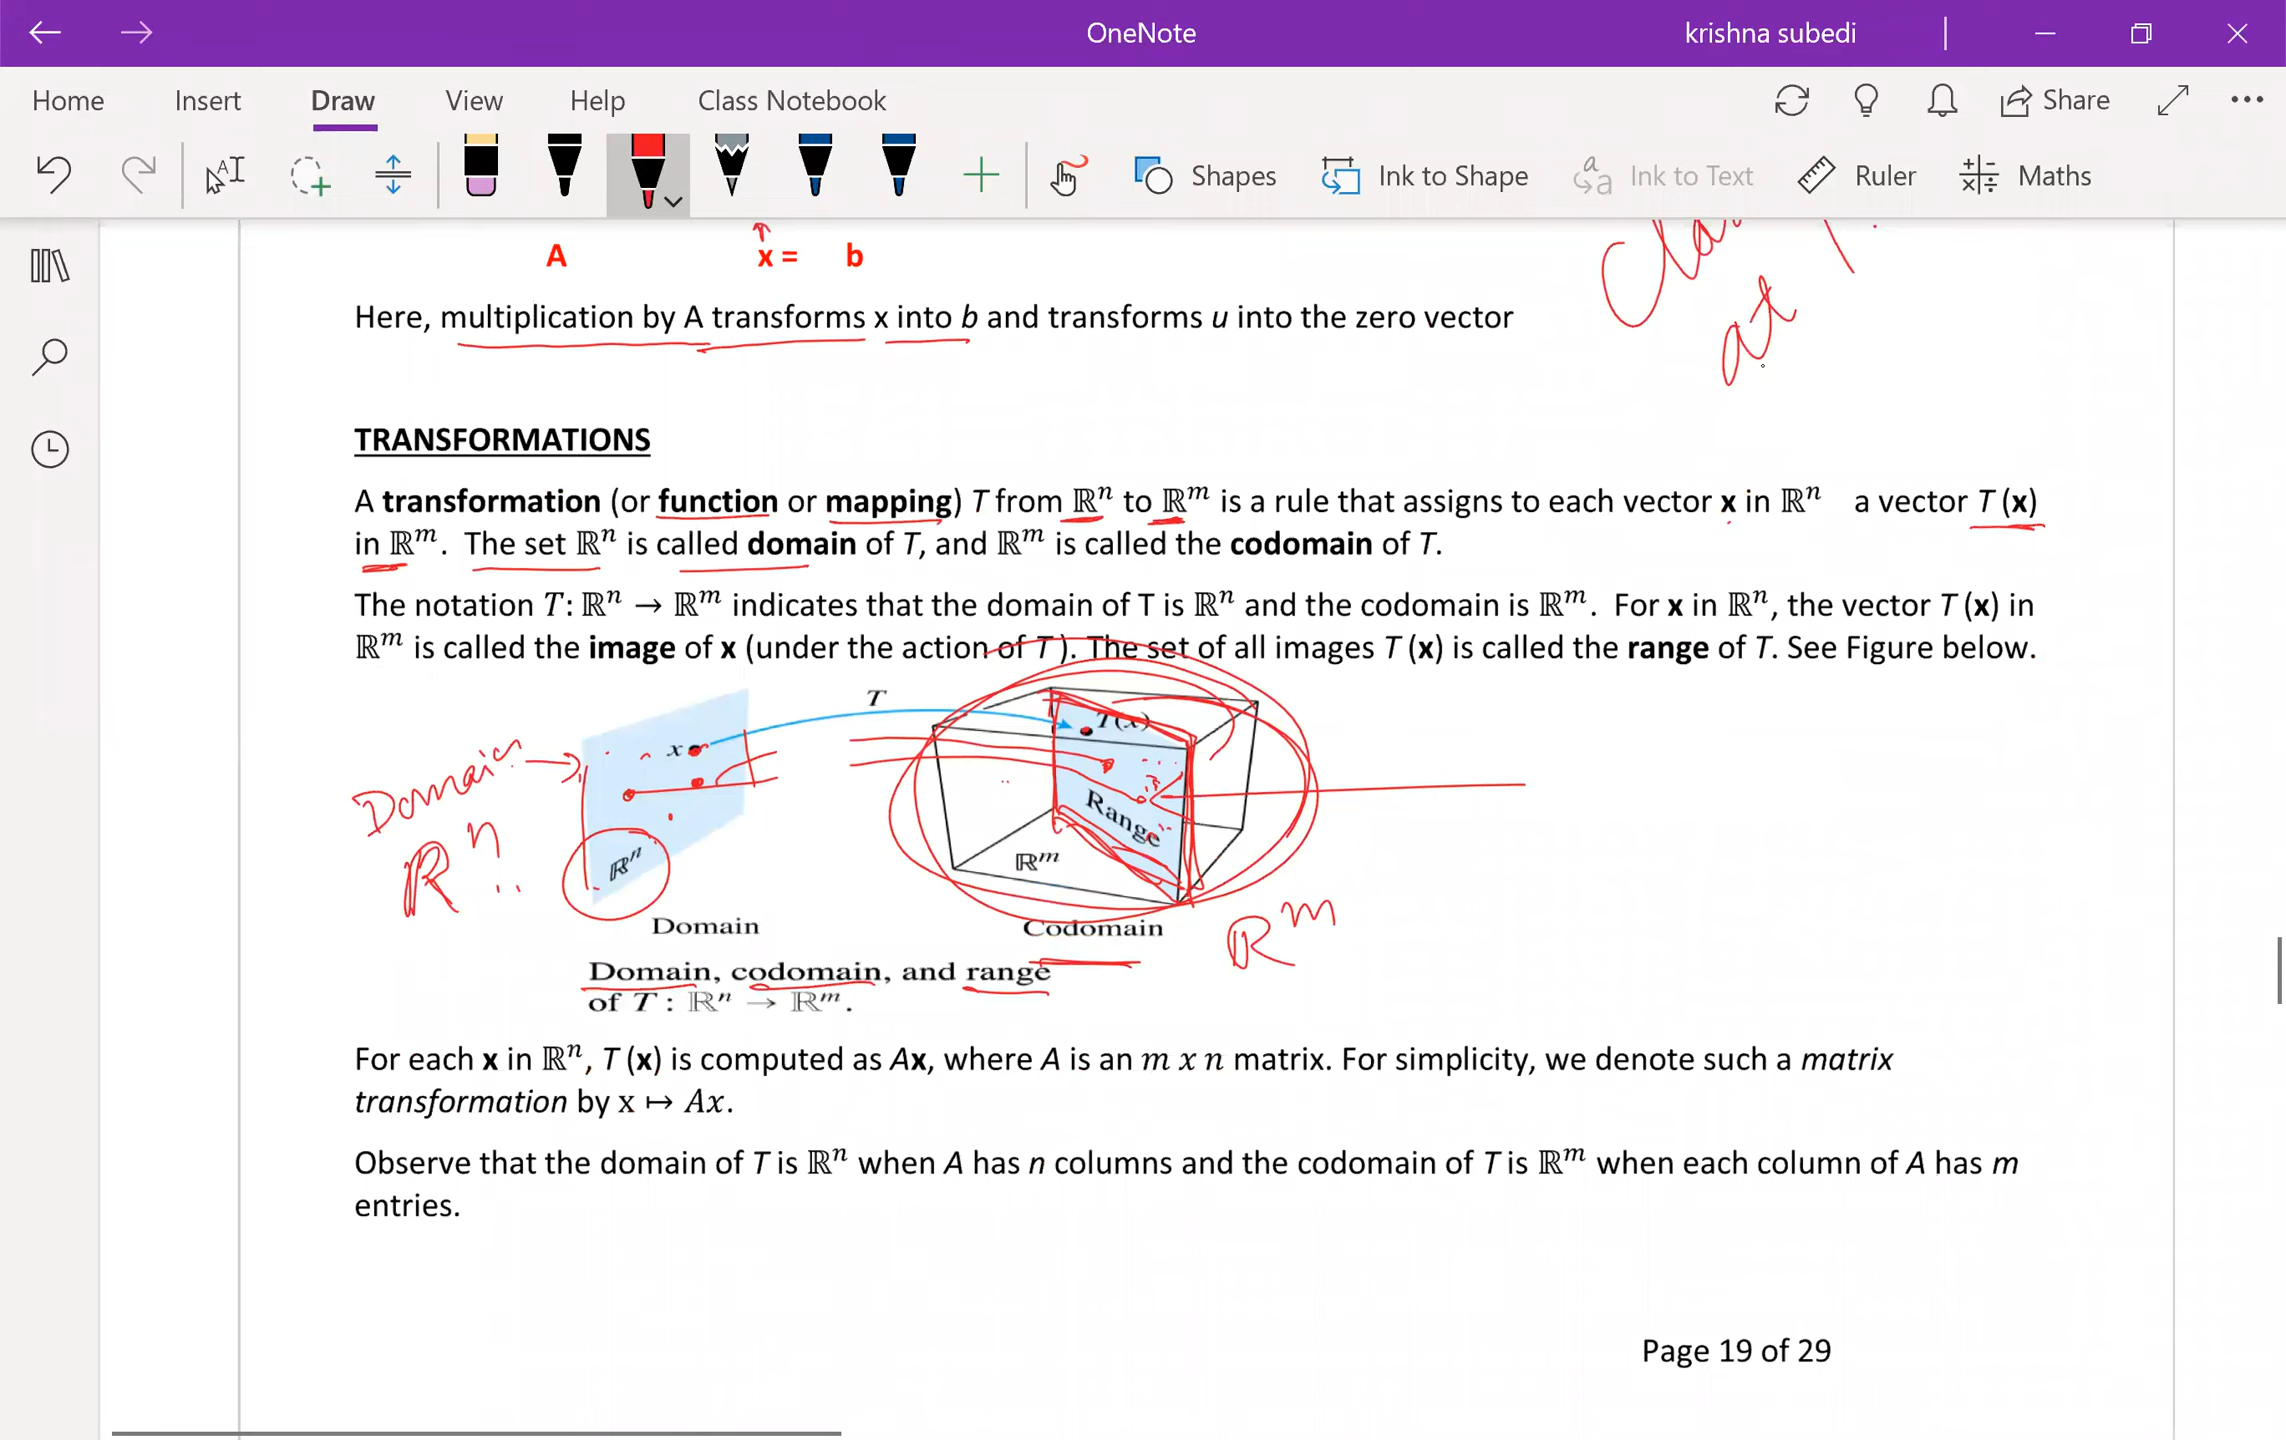 OneNote
krishna subedi
Home Insert Draw View Help Class Notebook
Share
Shapes Ink to Shape Ink to Text Ruler Maths
A x = b
at
Here, multiplication by A transforms x into b and transforms u into the zero vector
TRANSFORMATIONS
A transformation (or function or mapping) T from ℝⁿ to ℝᵐ is a rule that assigns to each vector x in ℝⁿ a vector T (x)
in ℝᵐ. The set ℝⁿ is called domain of T, and ℝᵐ is called the codomain of T.
The notation T: ℝⁿ → ℝᵐ indicates that the domain of T is ℝⁿ and the codomain is ℝᵐ. For x in ℝⁿ, the vector T (x) in
ℝᵐ is called the image of x (under the action of T ). The set of all images T (x) is called the range of T. See Figure below.
T
x
T(x)
Domain
Range
ℝⁿ
ℝⁿ
ℝᵐ
Domain
Codomain
ℝᵐ
Domain, codomain, and range
of T : ℝⁿ → ℝᵐ.
For each x in ℝⁿ, T (x) is computed as Ax, where A is an m x n matrix. For simplicity, we denote such a matrix
transformation by x ↦ Ax.
Observe that the domain of T is ℝⁿ when A has n columns and the codomain of T is ℝᵐ when each column of A has m
entries.
Page 19 of 29